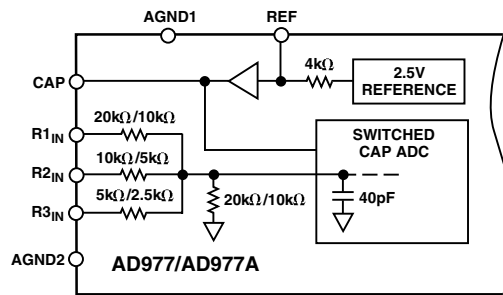 AGND1
REF
CAP
4kΩ
2.5V
REFERENCE
R1IN
20kΩ/10kΩ
SWITCHED
CAP ADC
R2IN
10kΩ/5kΩ
R3IN
5kΩ/2.5kΩ
20kΩ/10kΩ
40pF
AGND2
AD977/AD977A